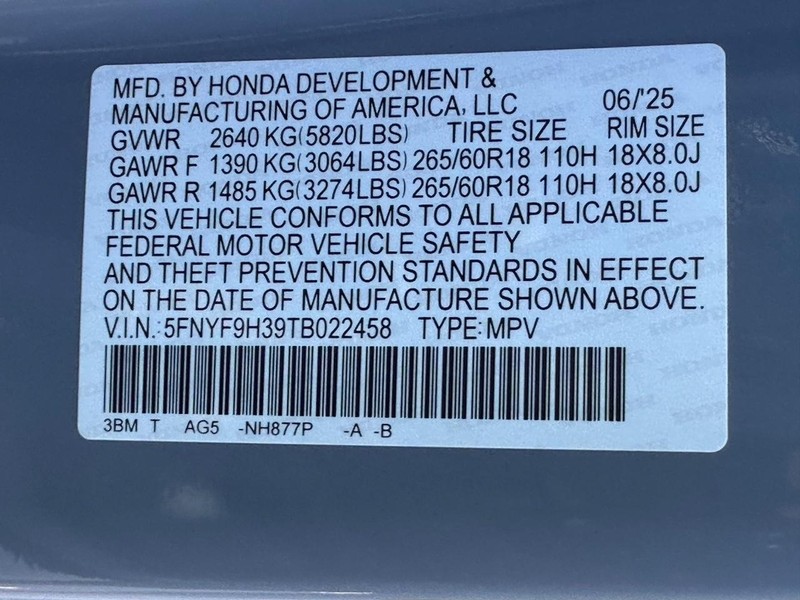 MFD. BY HONDA DEVELOPMENT &
MANUFACTURING OF AMERICA, LLC 06/'25
GVWR 2640 KG(5820LBS) TIRE SIZE RIM SIZE
GAWR F 1390 KG(3064LBS) 265/60R18 110H 18X8.0J
GAWR R 1485 KG(3274LBS) 265/60R18 110H 18X8.0J
THIS VEHICLE CONFORMS TO ALL APPLICABLE
FEDERAL MOTOR VEHICLE SAFETY
AND THEFT PREVENTION STANDARDS IN EFFECT
ON THE DATE OF MANUFACTURE SHOWN ABOVE.
V.I.N.:5FNYF9H39TB022458 TYPE:MPV
3BM T AG5 -NH877P -A -B